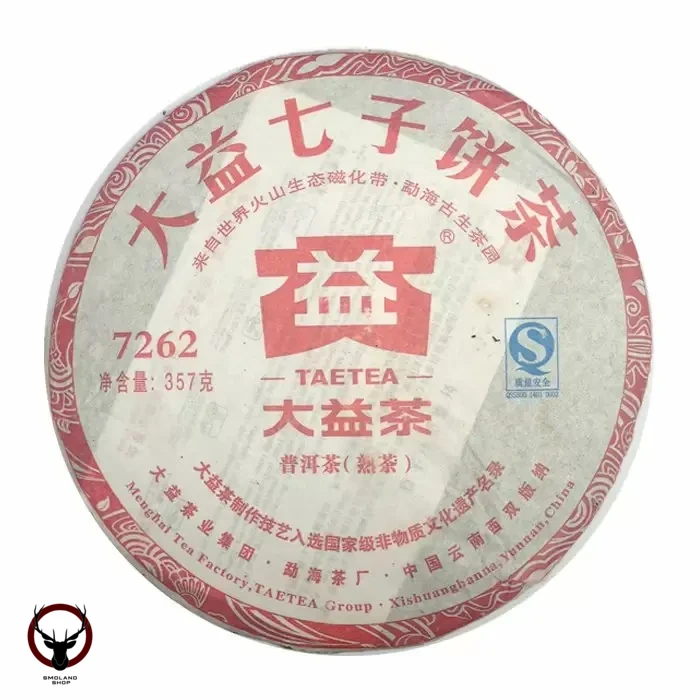 大益七子饼茶
来自世界火山生态磁化带·勐海古生茶园
益
®
7262
净含量: 357克
TAETEA
大益茶
普洱茶(熟茶)
质量安全
大益茶制作技艺入选国家级非物质文化遗产名录
大益茶业集团·勐海茶厂·中国云南西双版纳
Menghai Tea Factory,TAETEA Group·Xishuangbanna,Yunnan,China
SMOLAND
SHOP